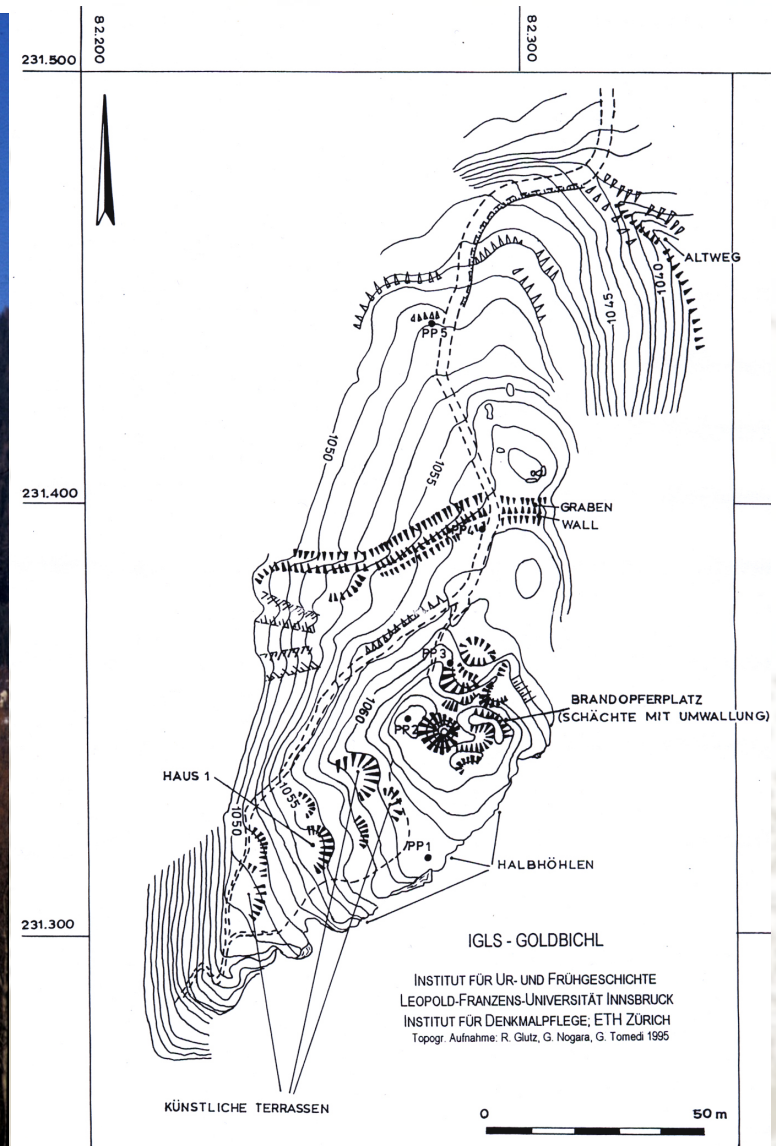 82.200
82.300
231.500
ALTWEG
1040
1045
PP5
1050
1055
231.400
GRABEN
WALL
PP4
PP3
BRANDOPFERPLATZ
(SCHÄCHTE MIT UMWALLUNG)
1060
PP2
HAUS 1
1055
1050
PP1
HALBHÖHLEN
231.300
IGLS - GOLDBICHL
INSTITUT FÜR UR- UND FRÜHGESCHICHTE
LEOPOLD-FRANZENS-UNIVERSITÄT INNSBRUCK
INSTITUT FÜR DENKMALPFLEGE; ETH ZÜRICH
Topogr. Aufnahme: R. Glutz, G. Nogara, G. Tomedi 1995
KÜNSTLICHE TERRASSEN
0
50 m